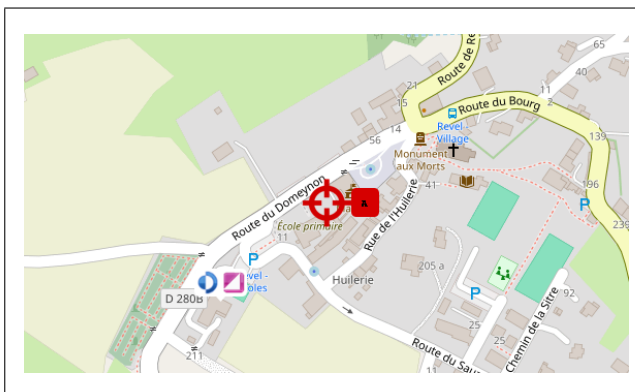 65
40
Route de Re
21
11
2
15
Route du Bourg
14
Revel -
Village
56
139
Monument
aux Morts
41
196
P
A
Route du Domeynon
École primaire
11
Rue de l'Huilerie
239
P
205 a
Huilerie
evel -
oles
D 280B
P
92
25
25
211
Chemin de la Sitre
Route du Sau
11